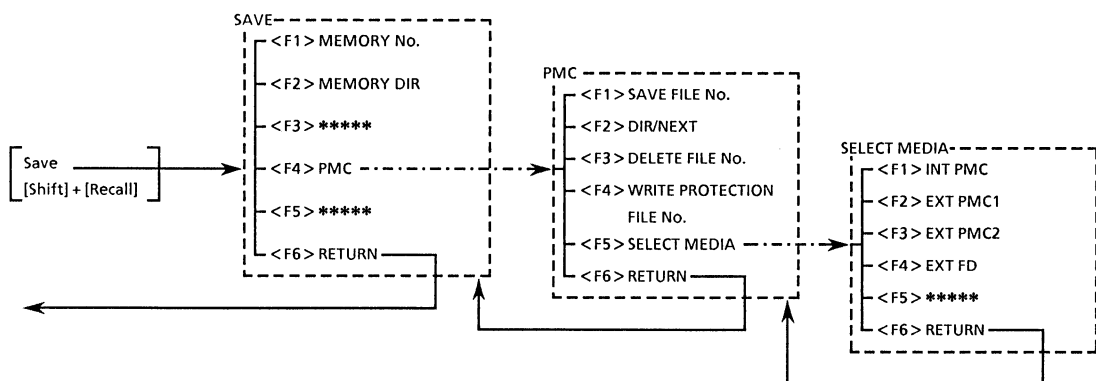 Save
[Shift] + [Recall]
SAVE
<F1> MEMORY No.
<F2> MEMORY DIR
<F3> *****
<F4> PMC
<F5> *****
<F6> RETURN
PMC
<F1> SAVE FILE No.
<F2> DIR/NEXT
<F3> DELETE FILE No.
<F4> WRITE PROTECTION
FILE No.
<F5> SELECT MEDIA
<F6> RETURN
SELECT MEDIA
<F1> INT PMC
<F2> EXT PMC1
<F3> EXT PMC2
<F4> EXT FD
<F5> *****
<F6> RETURN